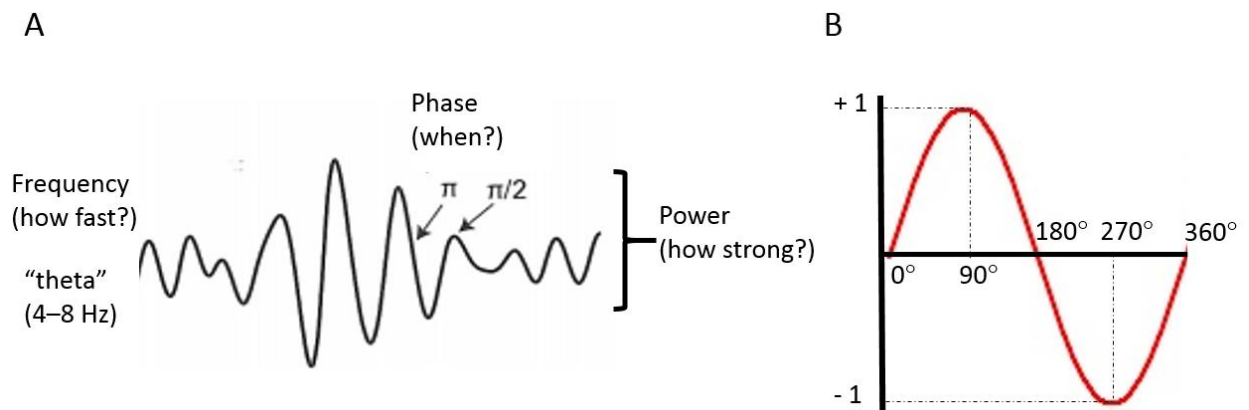 A
Phase
(when?)
Frequency
(how fast?)
"theta"
(4–8 Hz)
π
π/2
Power
(how strong?)
B
+ 1
180° 270° 360°
0° 90°
- 1